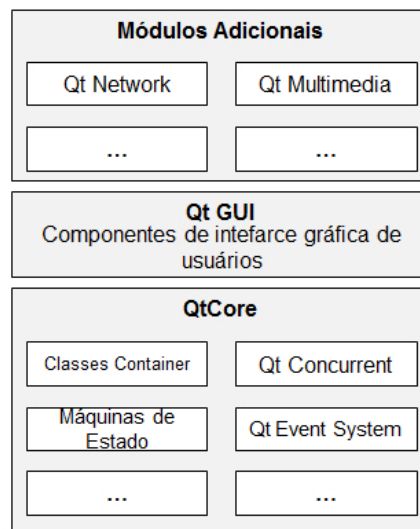 Módulos Adicionais
Qt Network
Qt Multimedia
...
...
Qt GUI
Componentes de intefarce gráfica de
usuários
QtCore
Classes Container
Qt Concurrent
Máquinas de
Estado
Qt Event System
...
...